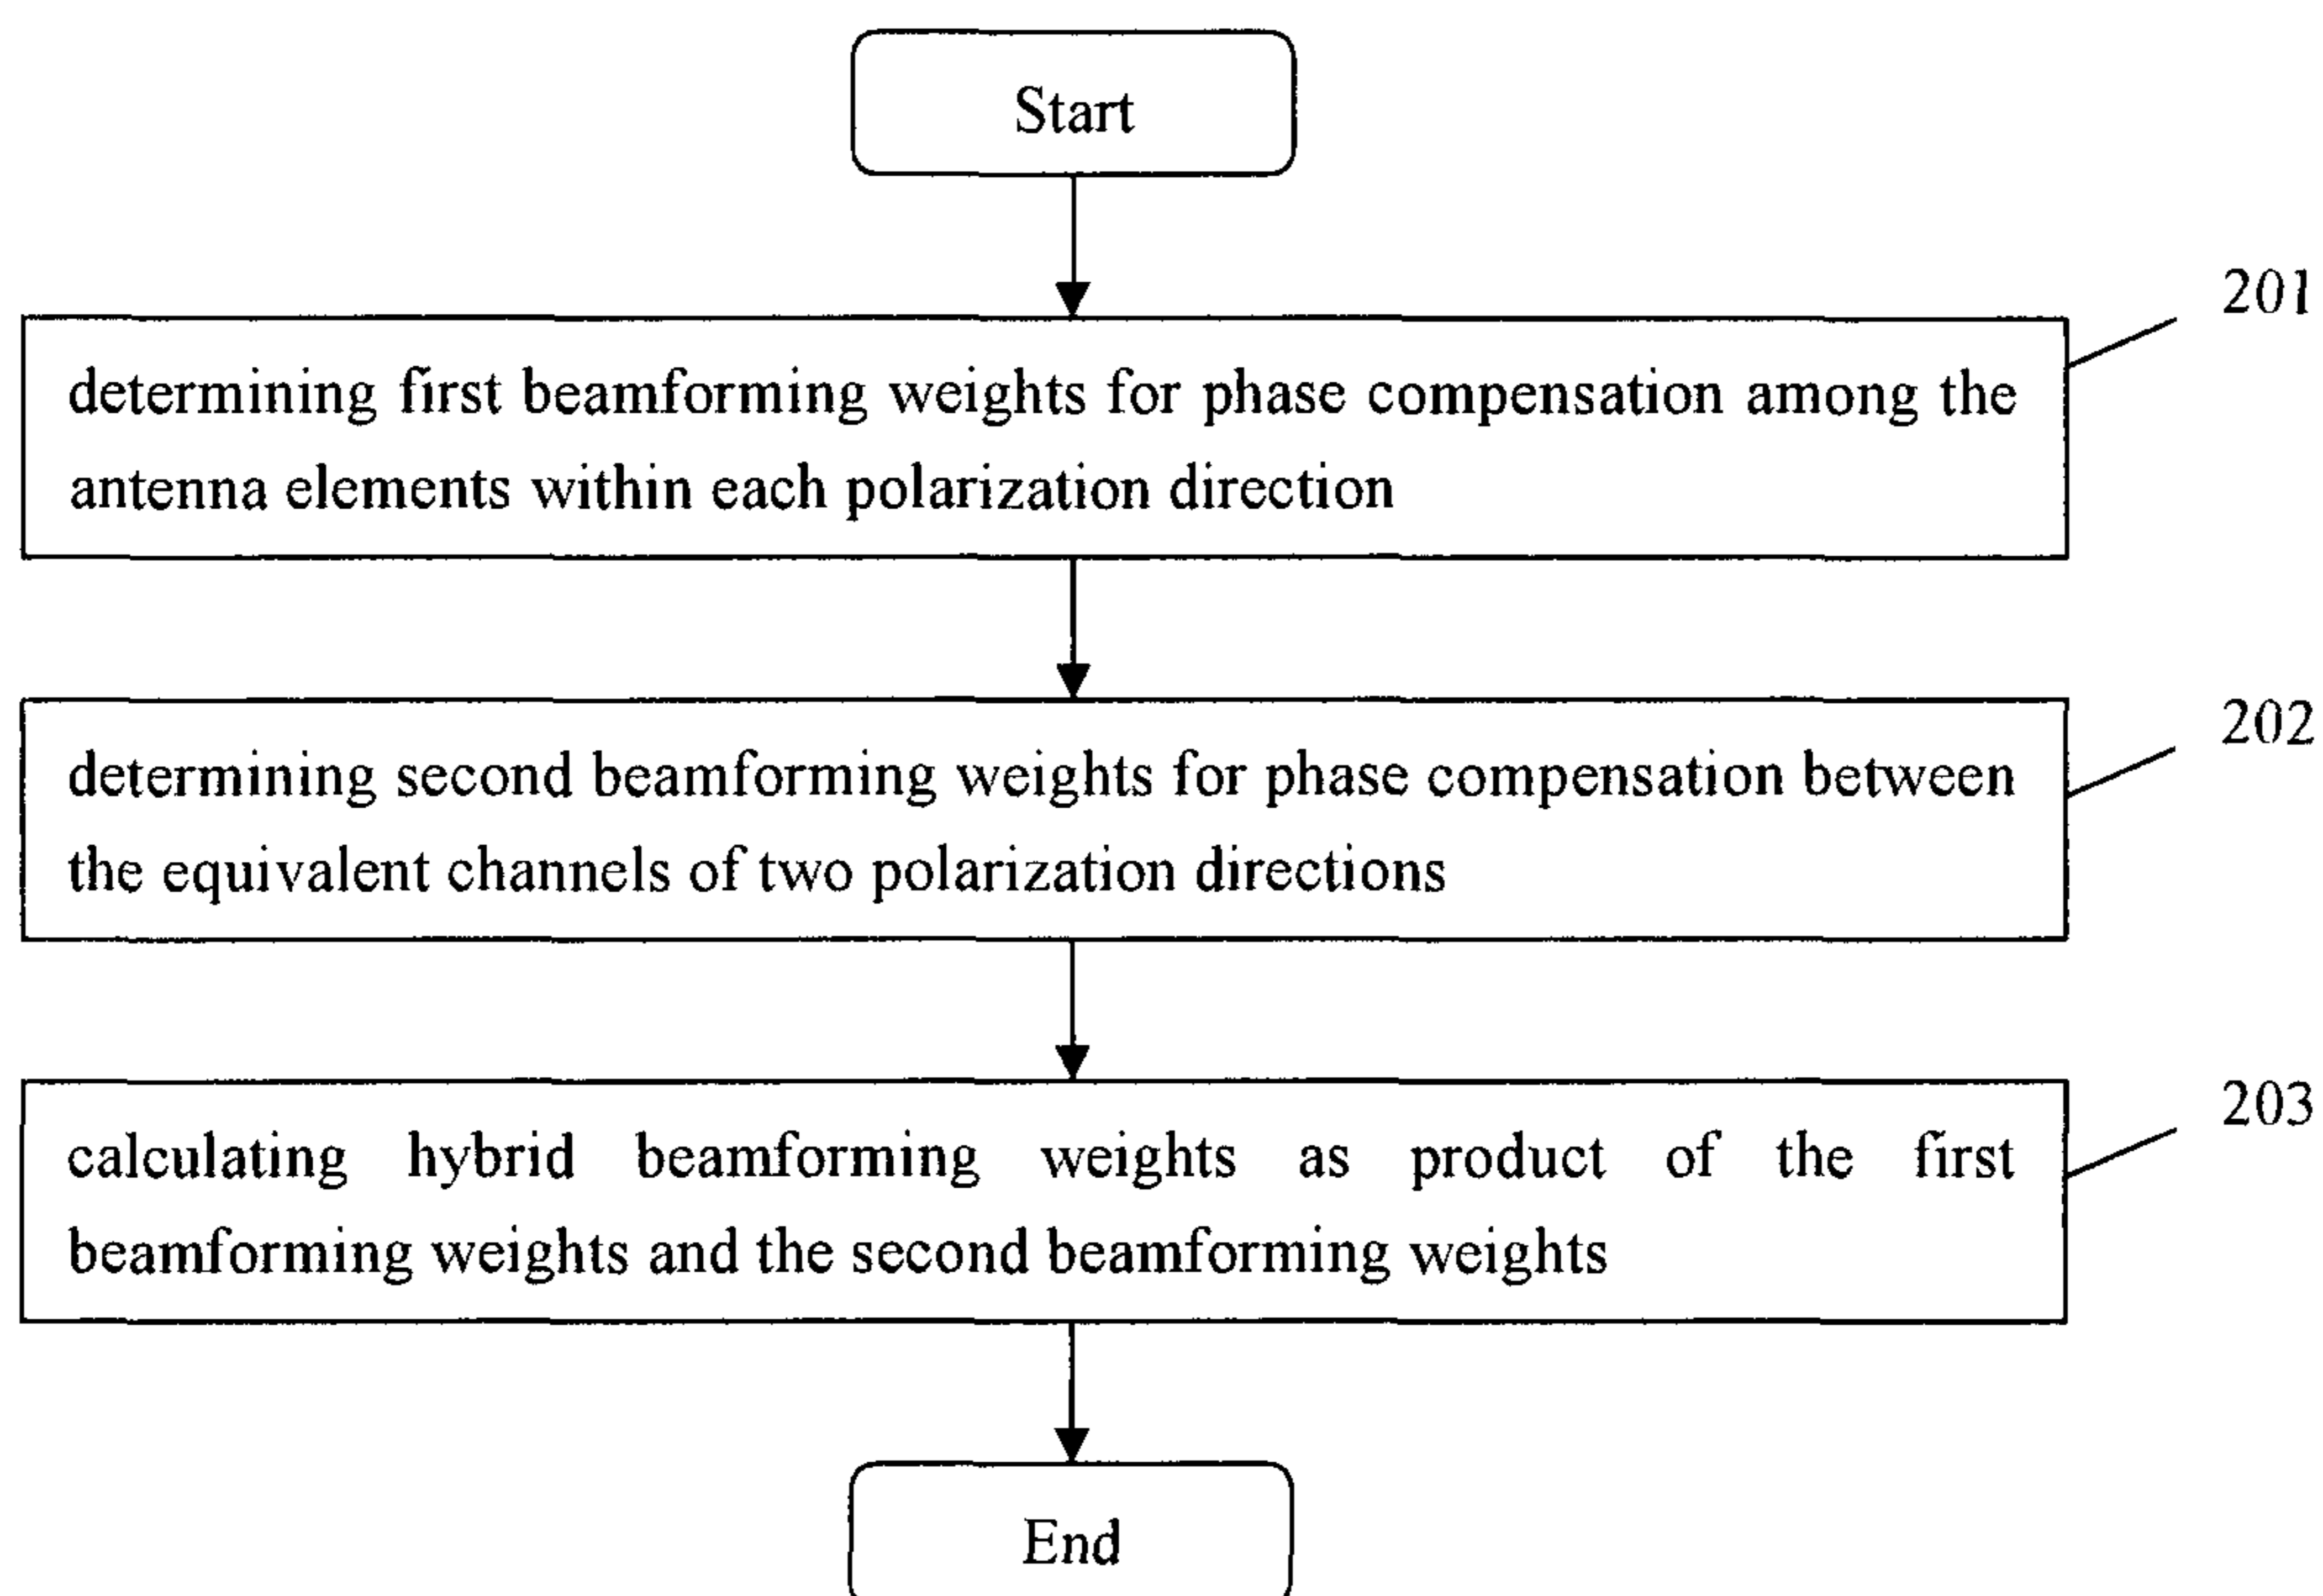 Start
201
determining first beamforming weights for phase compensation among the
antenna elements within each polarization direction
202
determining second beamforming weights for phase compensation between
the equivalent channels of two polarization directions
203
calculating hybrid beamforming weights as product of the first
beamforming weights and the second beamforming weights
End